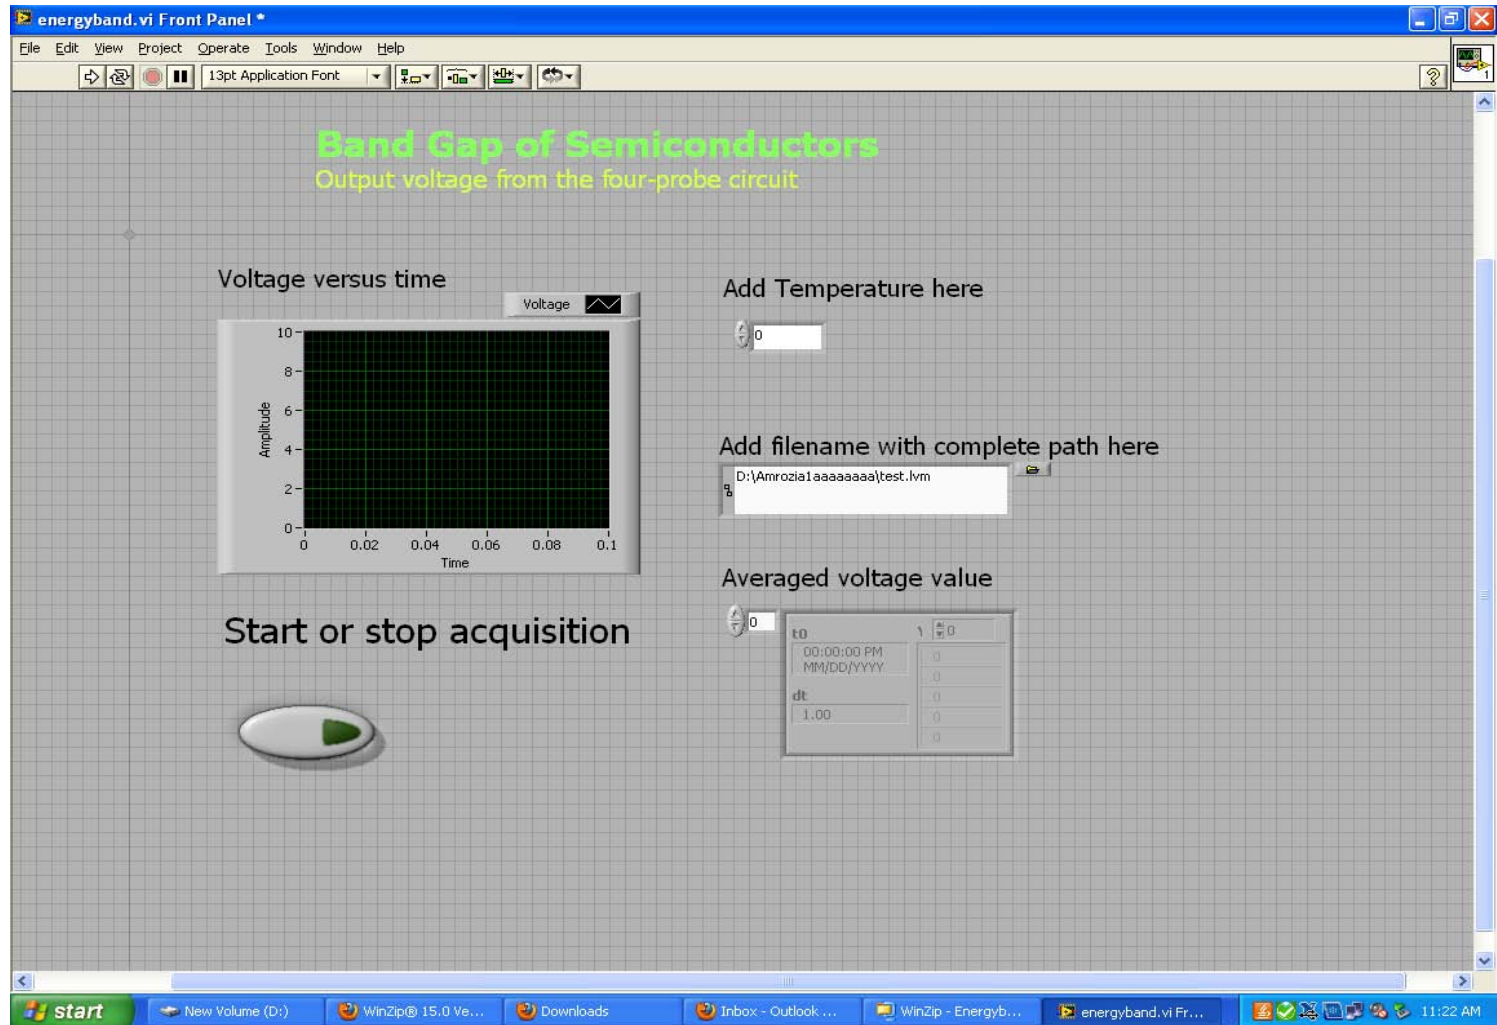 energyband.vi Front Panel *
File Edit View Project Operate Tools Window Help
13pt Application Font
1
Band Gap of Semiconductors
Output voltage from the four-probe circuit
Voltage versus time
Voltage
10
8
6
4
2
0
Amplitude
0 0.02 0.04 0.06 0.08 0.1
Time
Start or stop acquisition
Add Temperature here
0
Add filename with complete path here
D:\Amrozia1aaaaaaaa\test.lvm
Averaged voltage value
0
t0
00:00:00 PM
MM/DD/YYYY
dt
1.00
Y 0
0
0
0
0
0
start New Volume (D:) WinZip® 15.0 Ve... Downloads Inbox - Outlook ... WinZip - Energyb... energyband.vi Fr... 11:22 AM